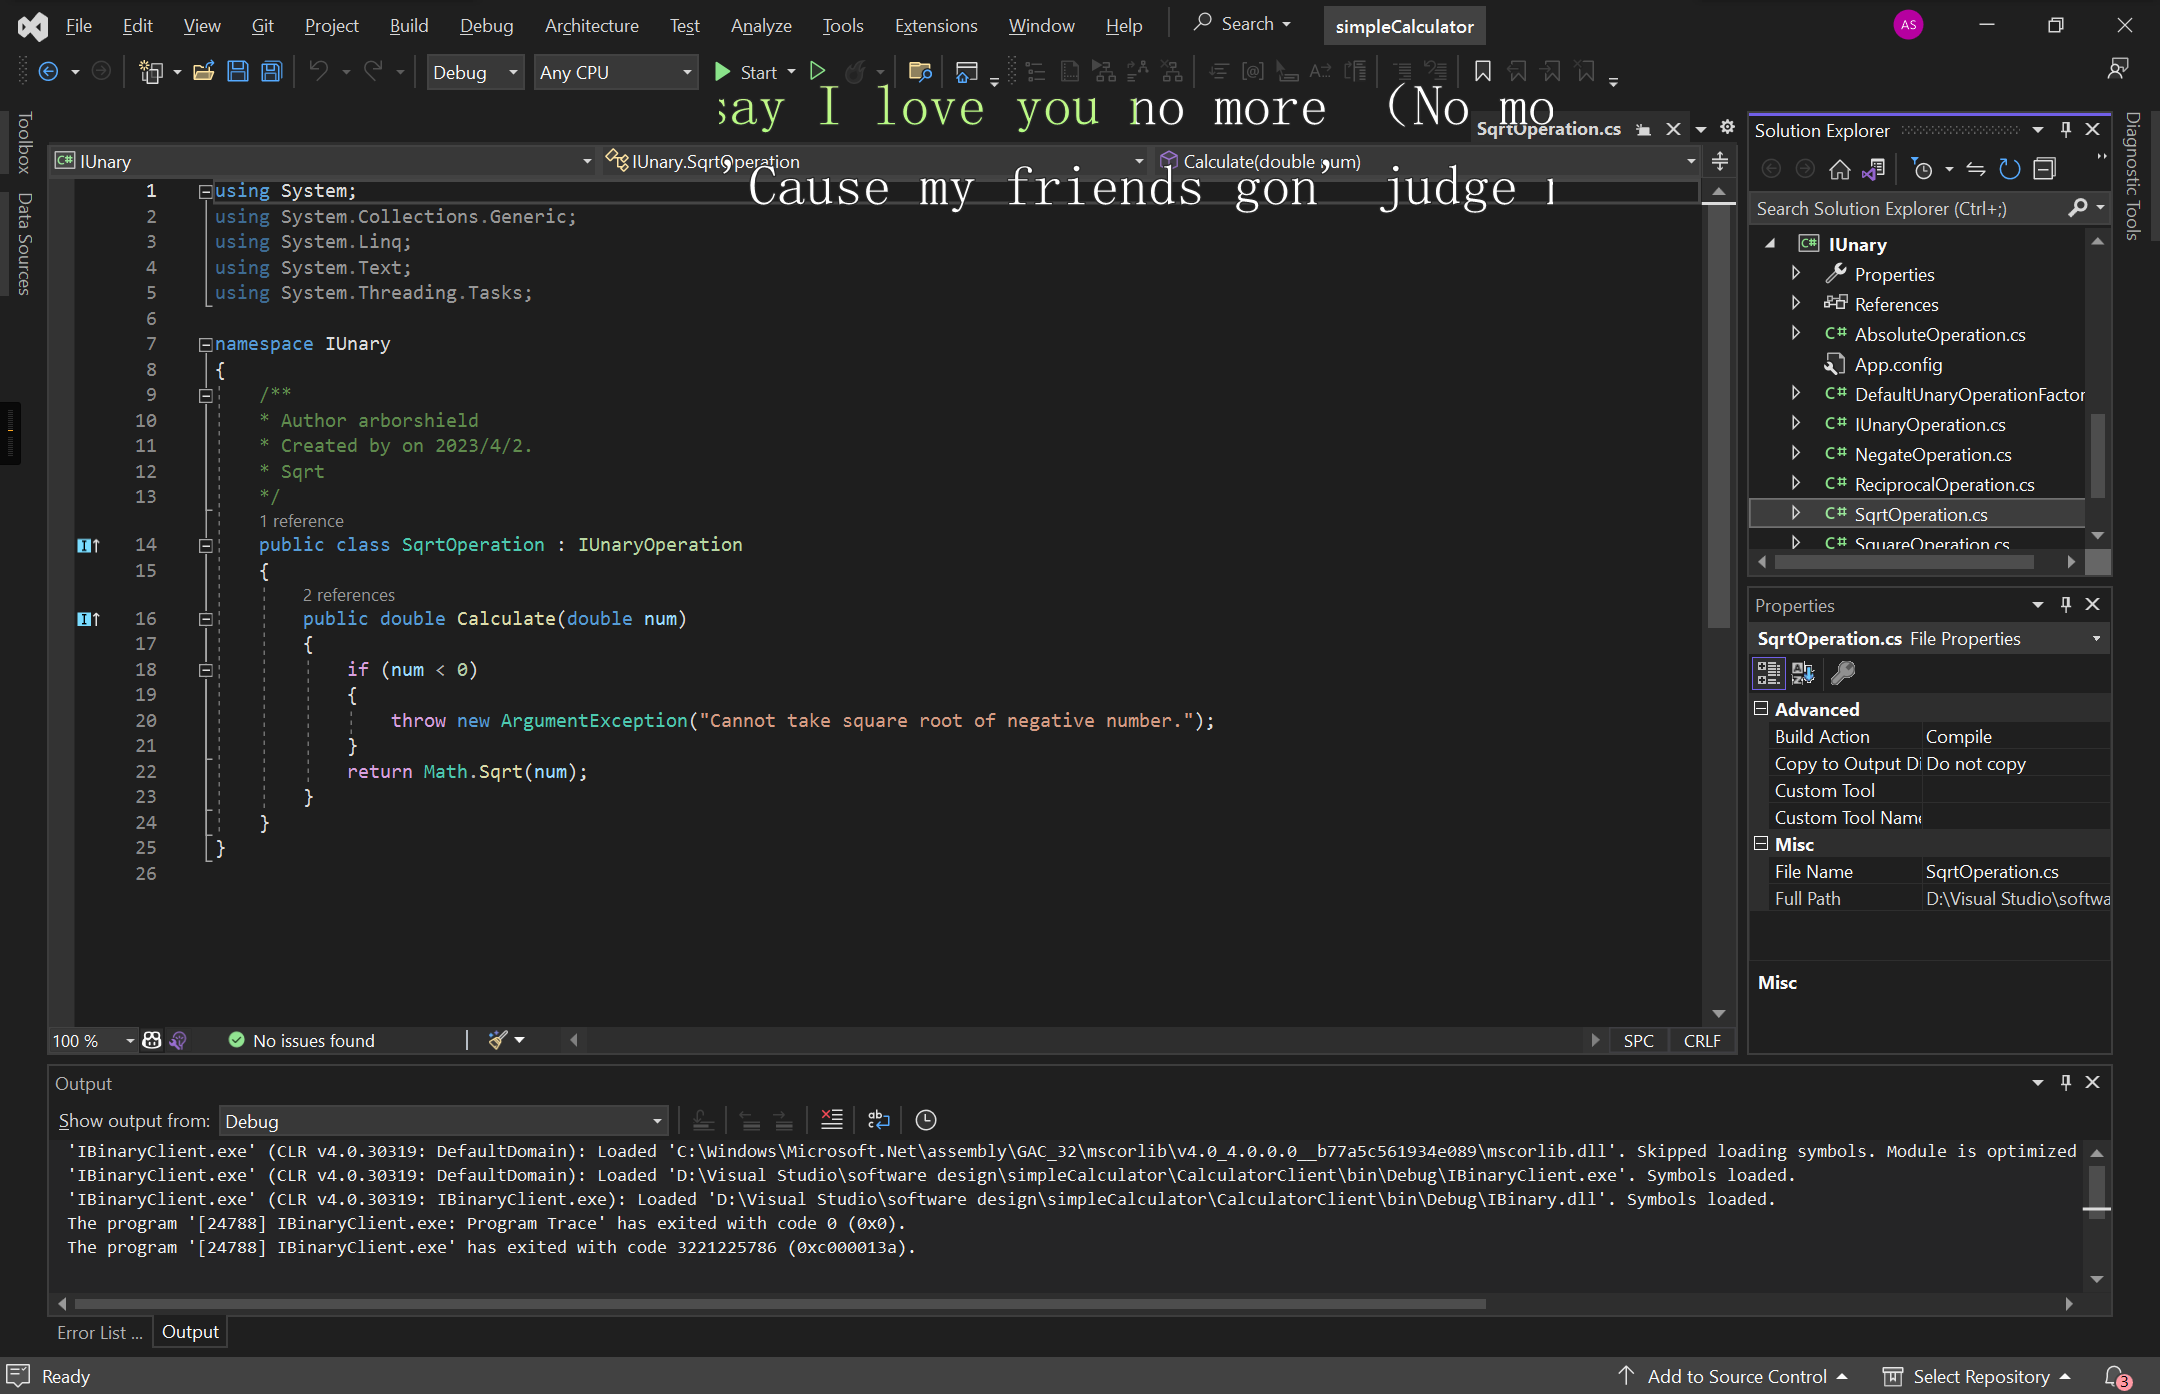 File Edit View Git Project Build Debug Architecture Test Analyze Tools Extensions Window Help Search simpleCalculator AS
Debug Any CPU Start
say I love you no more (No mo
SqrtOperation.cs
IUnary IUnary.SqrtOperation Calculate(double num)
'Cause my friends gon' judge
Toolbox
Data Sources
1 using System;
2 using System.Collections.Generic;
3 using System.Linq;
4 using System.Text;
5 using System.Threading.Tasks;
6
7 namespace IUnary
8 {
9 /**
10 * Author arborshield
11 * Created by on 2023/4/2.
12 * Sqrt
13 */
1 reference
14 public class SqrtOperation : IUnaryOperation
15 {
2 references
16 public double Calculate(double num)
17 {
18 if (num < 0)
19 {
20 throw new ArgumentException("Cannot take square root of negative number.");
21 }
22 return Math.Sqrt(num);
23 }
24 }
25 }
26
100 % No issues found SPC CRLF
Solution Explorer
Search Solution Explorer (Ctrl+;)
C# IUnary
Properties
References
C# AbsoluteOperation.cs
App.config
C# DefaultUnaryOperationFactor
C# IUnaryOperation.cs
C# NegateOperation.cs
C# ReciprocalOperation.cs
C# SqrtOperation.cs
C# SquareOperation.cs
Diagnostic Tools
Properties
SqrtOperation.cs File Properties
Advanced
Build Action Compile
Copy to Output Di Do not copy
Custom Tool
Custom Tool Name
Misc
File Name SqrtOperation.cs
Full Path D:\Visual Studio\softwa
Misc
Output
Show output from: Debug
'IBinaryClient.exe' (CLR v4.0.30319: DefaultDomain): Loaded 'C:\Windows\Microsoft.Net\assembly\GAC_32\mscorlib\v4.0_4.0.0.0__b77a5c561934e089\mscorlib.dll'. Skipped loading symbols. Module is optimized
'IBinaryClient.exe' (CLR v4.0.30319: DefaultDomain): Loaded 'D:\Visual Studio\software design\simpleCalculator\CalculatorClient\bin\Debug\IBinaryClient.exe'. Symbols loaded.
'IBinaryClient.exe' (CLR v4.0.30319: IBinaryClient.exe): Loaded 'D:\Visual Studio\software design\simpleCalculator\CalculatorClient\bin\Debug\IBinary.dll'. Symbols loaded.
The program '[24788] IBinaryClient.exe: Program Trace' has exited with code 0 (0x0).
The program '[24788] IBinaryClient.exe' has exited with code 3221225786 (0xc000013a).
Error List ... Output
Ready Add to Source Control Select Repository 3